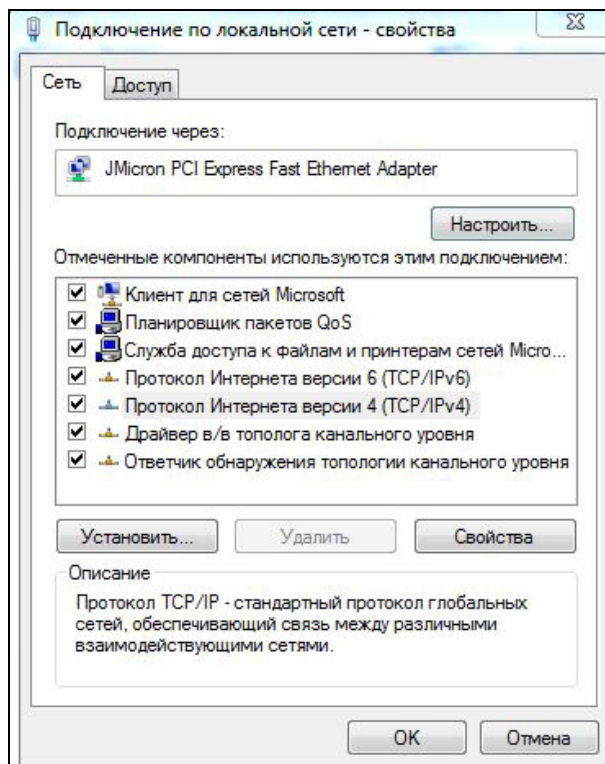 Подключение по локальной сети - свойства
Сеть
Доступ
Подключение через:
JMicron PCI Express Fast Ethernet Adapter
Настроить...
Отмеченные компоненты используются этим подключением:
Клиент для сетей Microsoft
Планировщик пакетов QoS
Служба доступа к файлам и принтерам сетей Micro...
Протокол Интернета версии 6 (TCP/IPv6)
Протокол Интернета версии 4 (TCP/IPv4)
Драйвер в/в тополога канального уровня
Ответчик обнаружения топологии канального уровня
Установить...
Удалить
Свойства
Описание
Протокол TCP/IP - стандартный протокол глобальных
сетей, обеспечивающий связь между различными
взаимодействующими сетями.
OK
Отмена